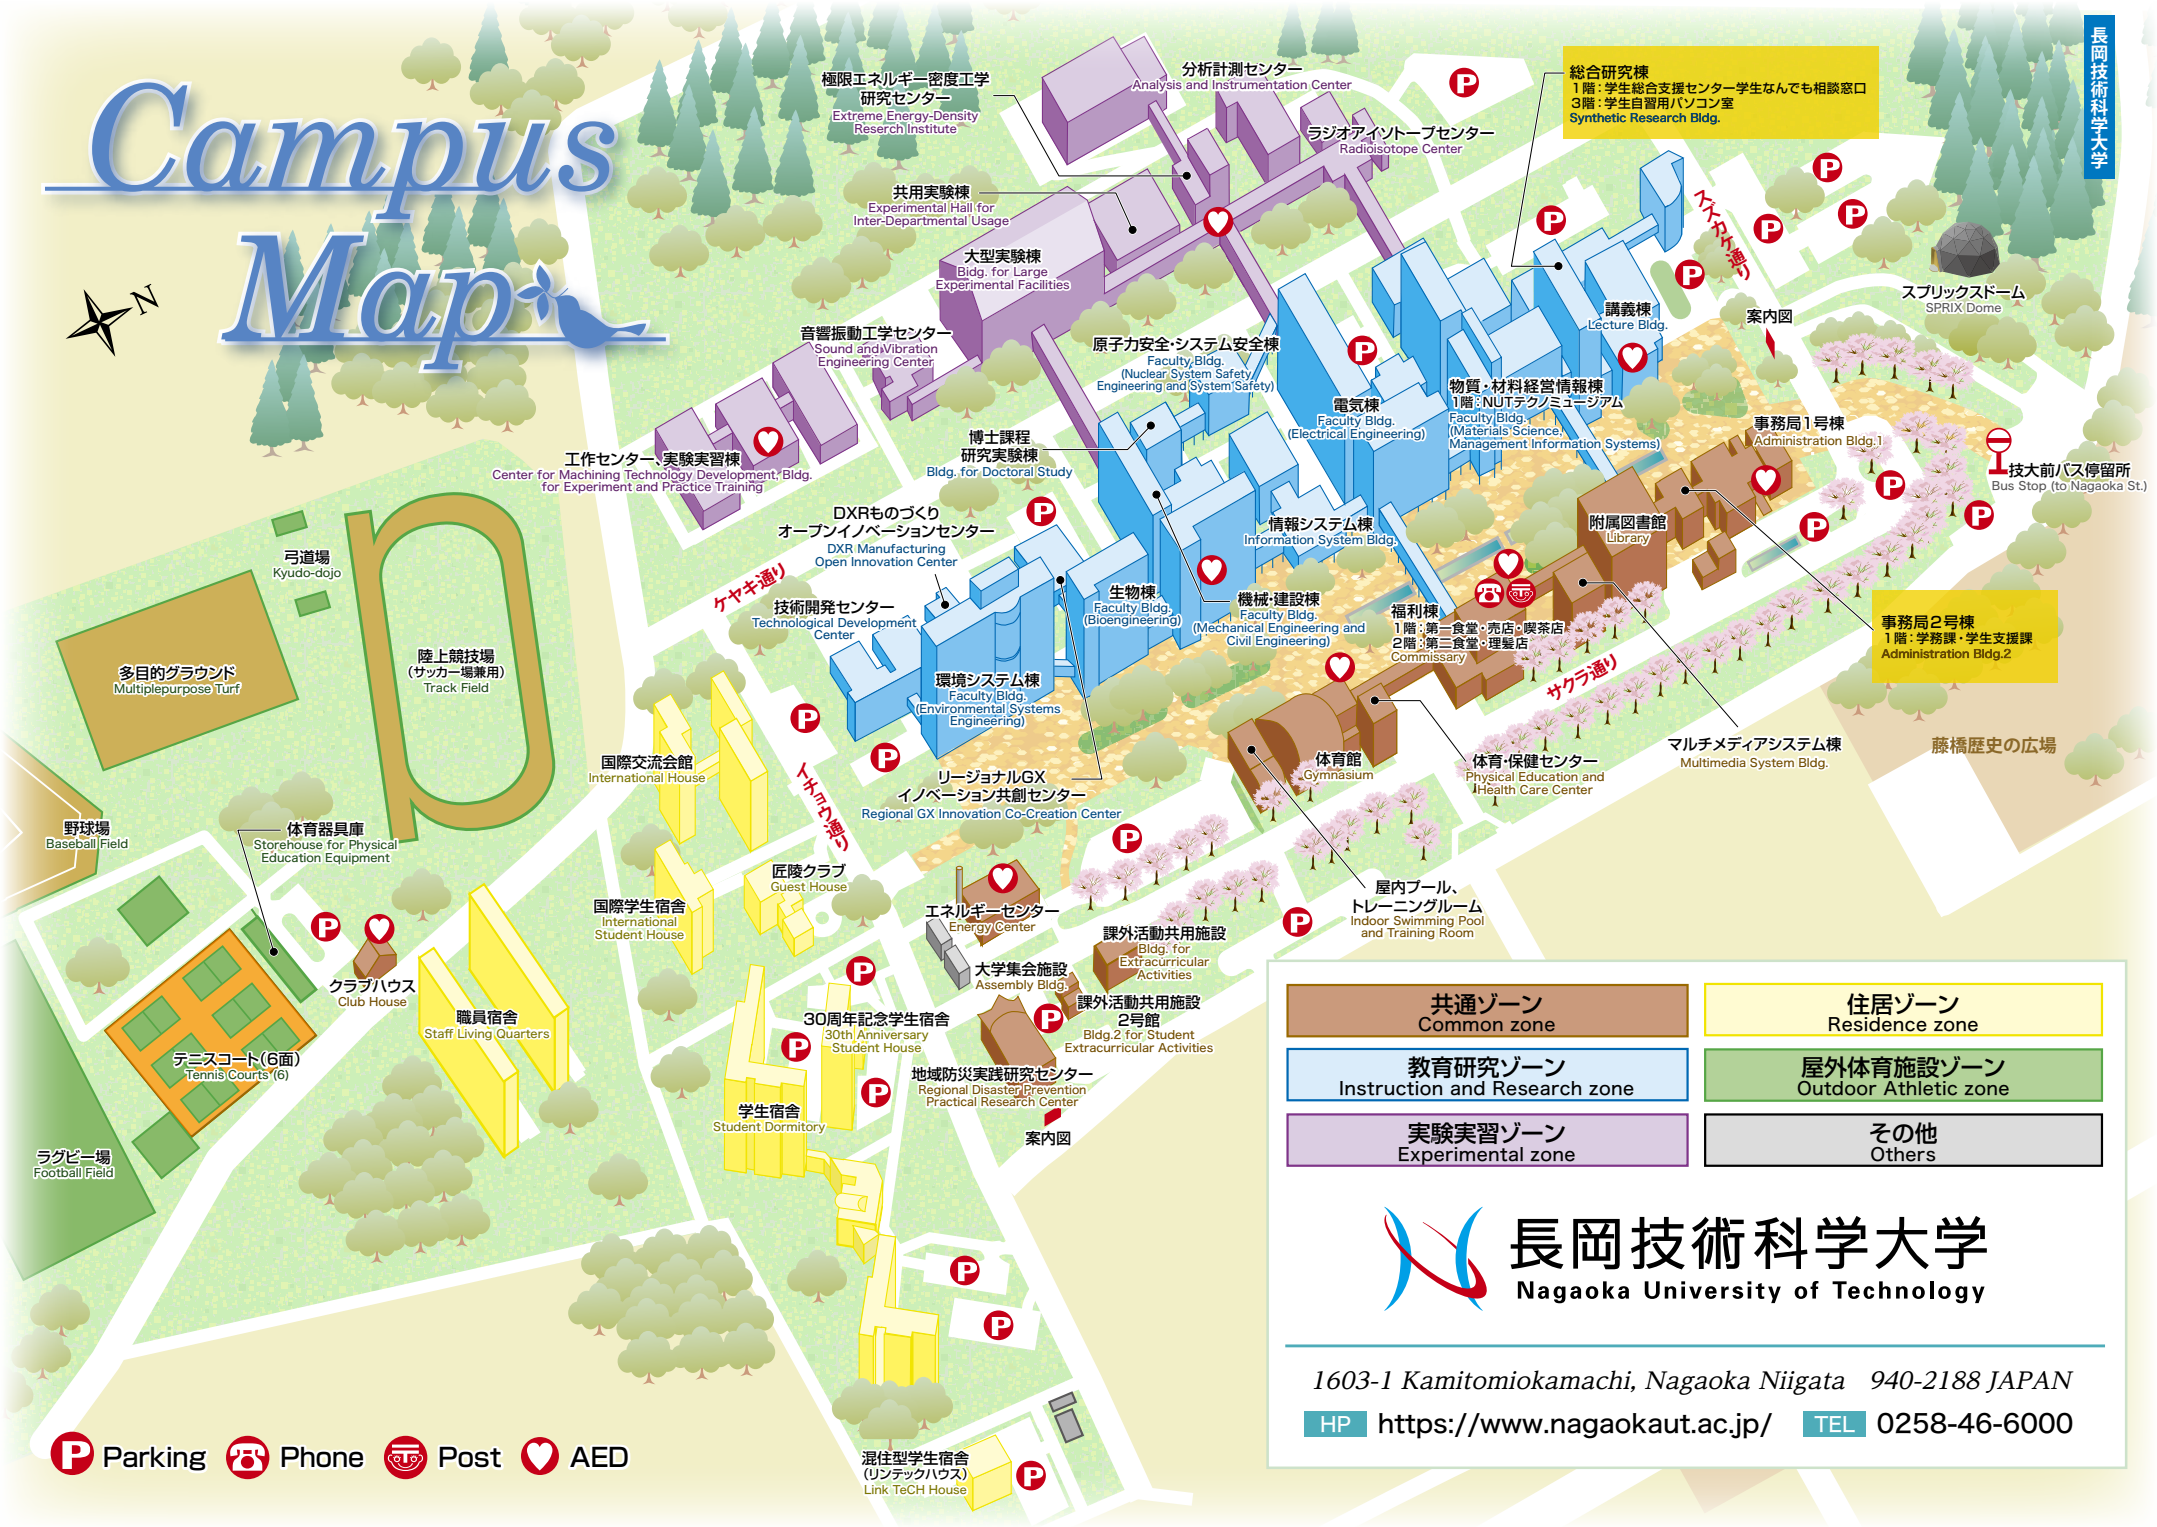 Campus
Map
N
長岡技術科学大学
極限エネルギー密度工学
研究センター
Extreme Energy-Density
Reserch Institute
分析計測センター
Analysis and Instrumentation Center
ラジオアイソトープセンター
Radioisotope Center
総合研究棟
1階：学生総合支援センター学生なんでも相談窓口
3階：学生自習用パソコン室
Synthetic Research Bldg.
共用実験棟
Experimental Hall for
Inter-Departmental Usage
大型実験棟
Bidg. for Large
Experimental Facilities
スズカケ通り
スプリックスドーム
SPRIX Dome
案内図
講義棟
Lecture Bldg.
音響振動工学センター
Sound and Vibration
Engineering Center
原子力安全・システム安全棟
Faculty Bldg.
(Nuclear System Safety
Engineering and System Safety)
電気棟
Faculty Bldg.
(Electrical Engineering)
物質・材料経営情報棟
1階：NUTテクノミュージアム
Faculty Bldg.
(Materials Science,
Management Information Systems)
事務局1号棟
Administration Bldg.1
技大前バス停留所
Bus Stop (to Nagaoka St.)
工作センター、実験実習棟
Center for Machining Technology Development, Bldg.
for Experiment and Practice Training
博士課程
研究実験棟
Bldg. for Doctoral Study
DXRものづくり
オープンイノベーションセンター
DXR Manufacturing
Open Innovation Center
情報システム棟
Information System Bldg.
附属図書館
Library
弓道場
Kyudo-dojo
ケヤキ通り
技術開発センター
Technological Development
Center
生物棟
Faculty Bldg.
(Bioengineering)
機械・建設棟
Faculty Bldg.
(Mechanical Engineering and
Civil Engineering)
福利棟
1階：第一食堂・売店・喫茶店
2階：第二食堂・理髪店
Commissary
事務局2号棟
1階：学務課・学生支援課
Administration Bldg.2
多目的グラウンド
Multiplepurpose Turf
陸上競技場
(サッカー場兼用)
Track Field
環境システム棟
Faculty Bldg.
(Environmental Systems
Engineering)
サクラ通り
国際交流会館
International House
イチョウ通り
リージョナルGX
イノベーション共創センター
Regional GX Innovation Co-Creation Center
体育館
Gymnasium
体育・保健センター
Physical Education and
Health Care Center
マルチメディアシステム棟
Multimedia System Bldg.
藤橋歴史の広場
野球場
Baseball Field
体育器具庫
Storehouse for Physical
Education Equipment
匠陵クラブ
Guest House
国際学生宿舎
International
Student House
エネルギーセンター
Energy Center
屋内プール、
トレーニングルーム
Indoor Swimming Pool
and Training Room
課外活動共用施設
Bldg. for
Extracurricular
Activities
大学集会施設
Assembly Bldg.
課外活動共用施設
2号館
Bldg.2 for Student
Extracurricular Activities
クラブハウス
Club House
職員宿舎
Staff Living Quarters
30周年記念学生宿舎
30th Anniversary
Student House
テニスコート(6面)
Tennis Courts (6)
地域防災実践研究センター
Regional Disaster Prevention
Practical Research Center
案内図
学生宿舎
Student Dormitory
ラグビー場
Football Field
混住型学生宿舎
(リンテックハウス)
Link TeCH House
P Parking
Phone
Post
AED
共通ゾーン
Common zone
住居ゾーン
Residence zone
教育研究ゾーン
Instruction and Research zone
屋外体育施設ゾーン
Outdoor Athletic zone
実験実習ゾーン
Experimental zone
その他
Others
長岡技術科学大学
Nagaoka University of Technology
1603-1 Kamitomiokamachi, Nagaoka Niigata 940-2188 JAPAN
HP https://www.nagaokaut.ac.jp/ TEL 0258-46-6000